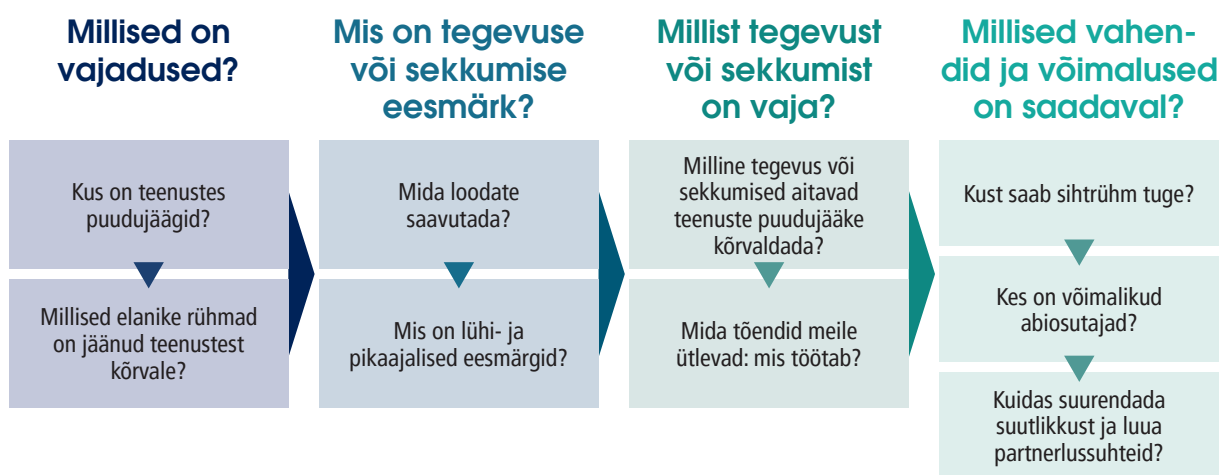 Millised on
vajadused?
Kus on teenustes
puudujäägid?
Millised elanike rühmad
on jäänud teenustest
kõrvale?
Mis on tegevuse
või sekkumise
eesmärk?
Mida loodate
saavutada?
Mis on lühi- ja
pikaajalised eesmärgid?
Millist tegevust
või sekkumist
on vaja?
Milline tegevus või
sekkumised aitavad
teenuste puudujääke
kõrvaldada?
Mida tõendid meile
ütlevad: mis töötab?
Millised vahen-
did ja võimalused
on saadaval?
Kust saab sihtrühm tuge?
Kes on võimalikud
abiosutajad?
Kuidas suurendada
suutlikkust ja luua
partnerlussuhteid?